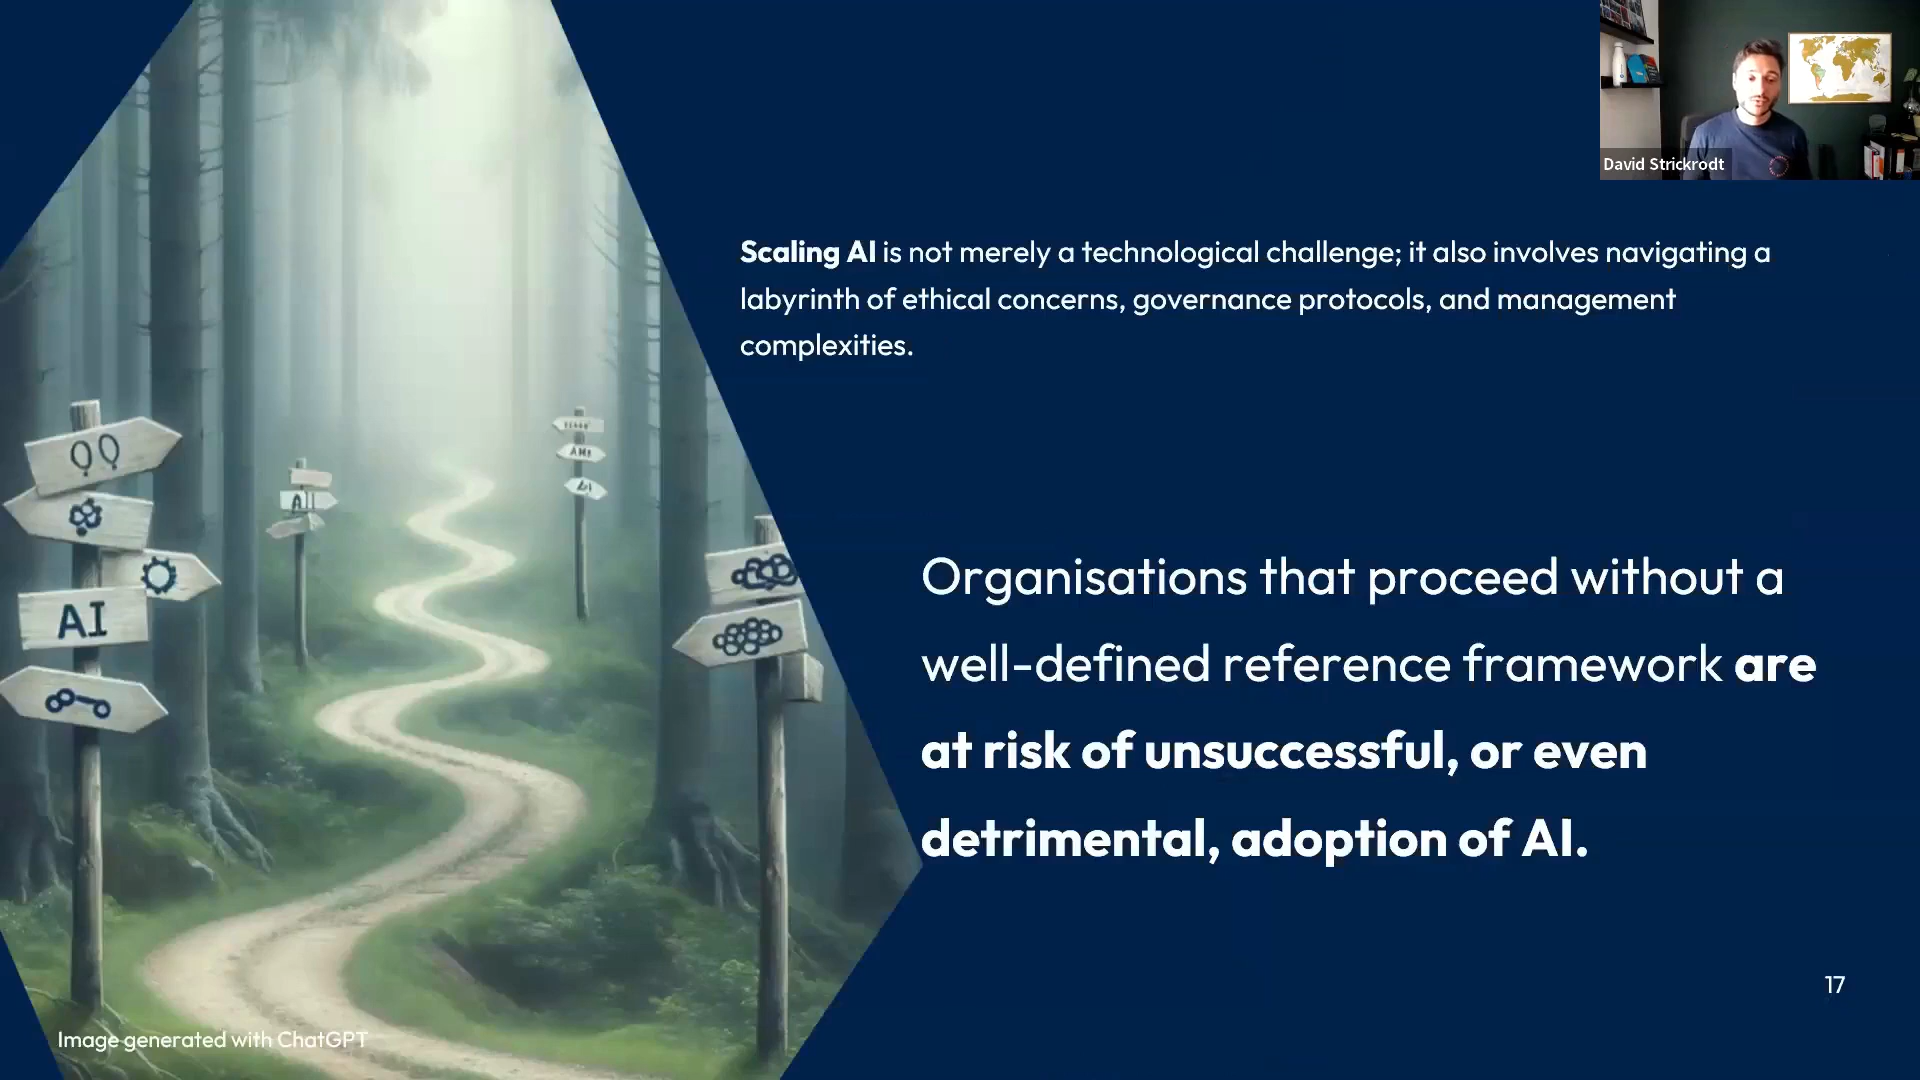 David Strickrodt
Scaling AI is not merely a technological challenge; it also involves navigating a
labyrinth of ethical concerns, governance protocols, and management
complexities.
AI
Organisations that proceed without a
well-defined reference framework are
at risk of unsuccessful, or even
detrimental, adoption of AI.
17
Image generated with ChatGPT